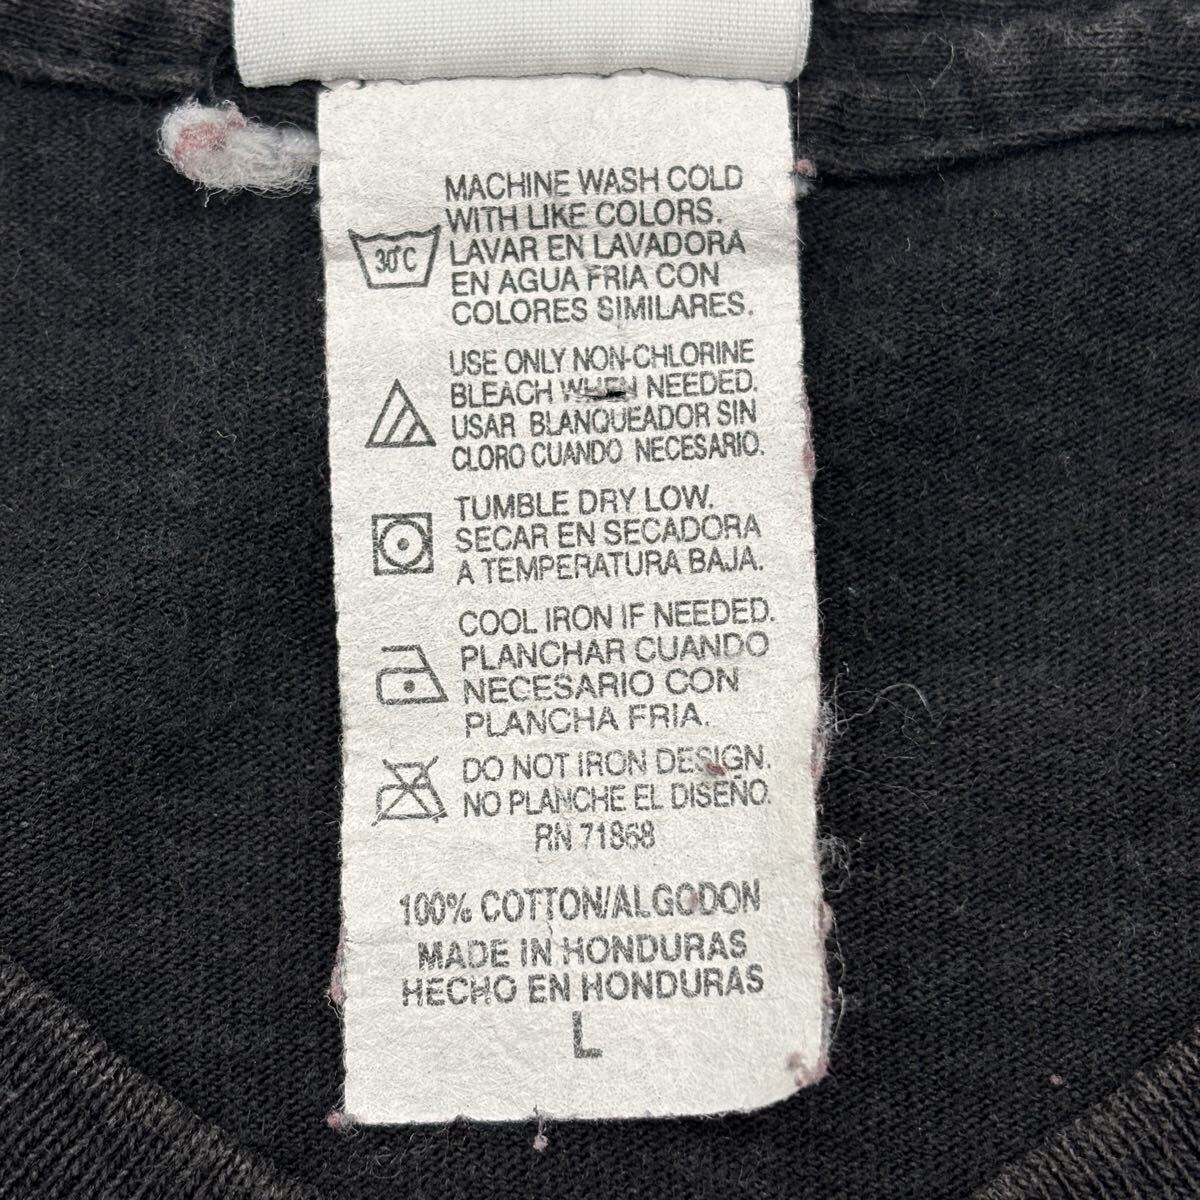 MACHINE WASH COLD
WITH LIKE COLORS.
30°C
LAVAR EN LAVADORA
EN AGUA FRIA CON
COLORES SIMILARES.
USE ONLY NON-CHLORINE
BLEACH WHEN NEEDED.
USAR BLANQUEADOR SIN
CLORO CUANDO NECESARIO.
TUMBLE DRY LOW.
SECAR EN SECADORA
A TEMPERATURA BAJA.
COOL IRON IF NEEDED.
PLANCHAR CUANDO
NECESARIO CON
PLANCHA FRIA.
DO NOT IRON DESIGN.
NO PLANCHE EL DISEÑO.
RN 71868
100% COTTON/ALGODON
MADE IN HONDURAS
HECHO EN HONDURAS
L